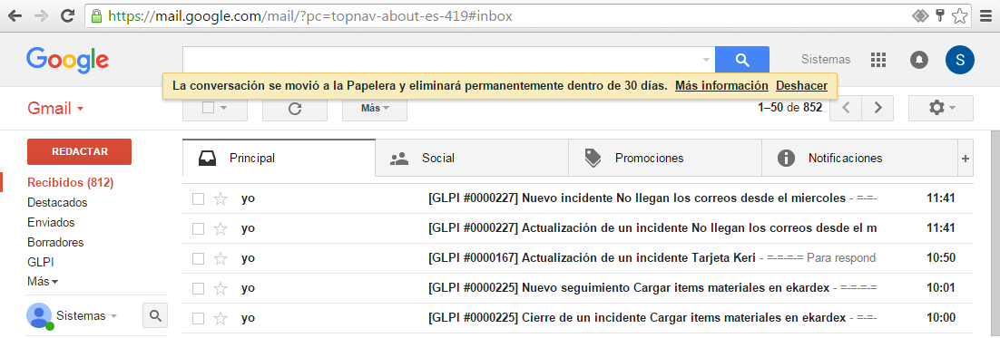 https://mail.google.com/mail/?pc=topnav-about-es-419#inbox
Google
Sistemas
S
La conversación se movió a la Papelera y eliminará permanentemente dentro de 30 días. Más información Deshacer
Gmail
Más
1–50 de 852
REDACTAR
Principal
Social
Promociones
Notificaciones
+
Recibidos (812)
Destacados
Enviados
Borradores
GLPI
Más
Sistemas
yo [GLPI #0000227] Nuevo incidente No llegan los correos desde el miercoles - =-=- 11:41
yo [GLPI #0000227] Actualización de un incidente No llegan los correos desde el m 11:41
yo [GLPI #0000167] Actualización de un incidente Tarjeta Keri - =-=-=-= Para respond 10:50
yo [GLPI #0000225] Nuevo seguimiento Cargar items materiales en ekardex - =-=-=-= 10:01
yo [GLPI #0000225] Cierre de un incidente Cargar items materiales en ekardex - =-=- 10:00